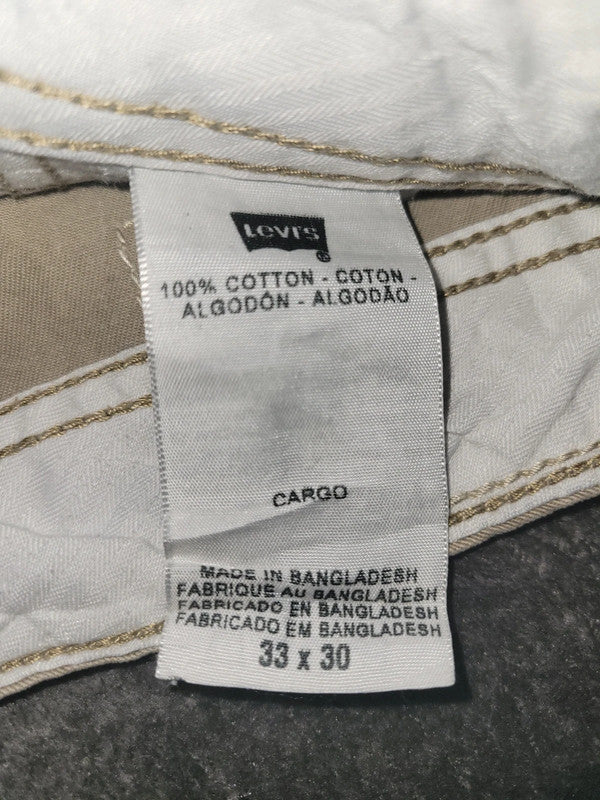 LEVI'S
®
100% COTTON - COTON -
ALGODÓN - ALGODÃO
CARGO
MADE IN BANGLADESH
FABRIQUE AU BANGLADESH
FABRICADO EN BANGLADESH
FABRICADO EM BANGLADESH
33 x 30